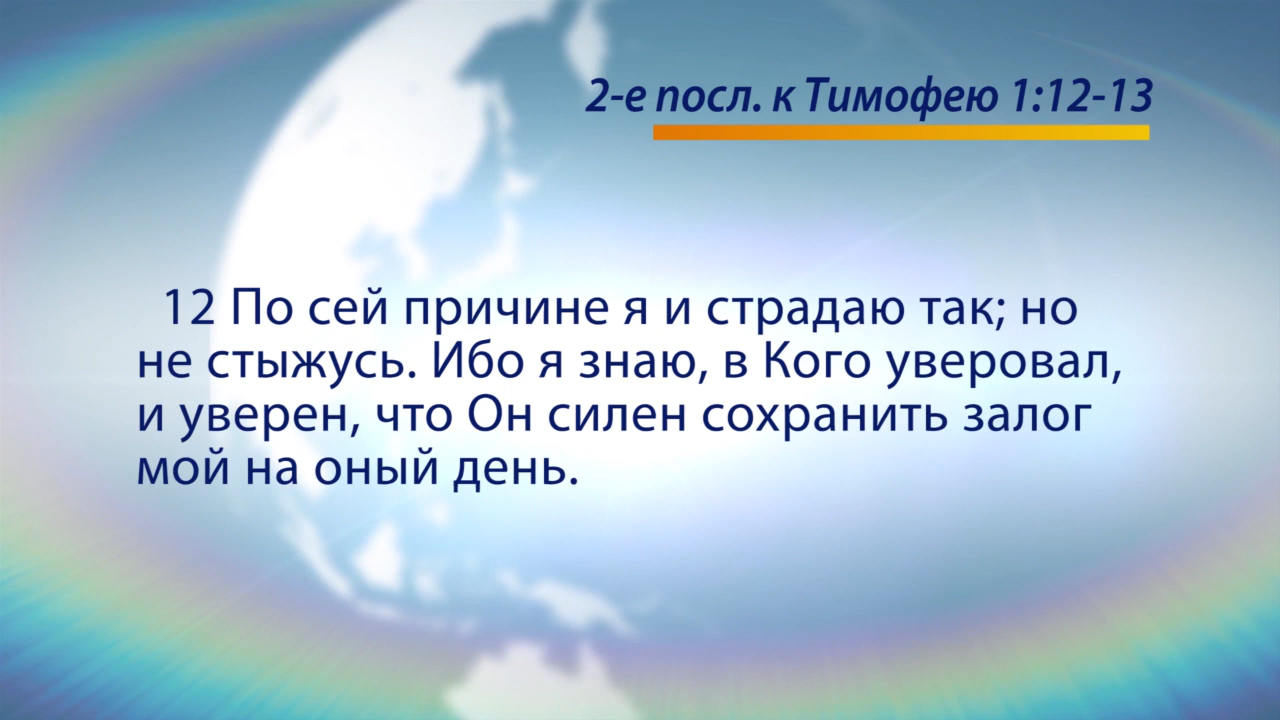 2-е посл. к Тимофею 1:12-13
12 По сей причине я и страдаю так; но
не стыжусь. Ибо я знаю, в Кого уверовал,
и уверен, что Он силен сохранить залог
мой на оный день.